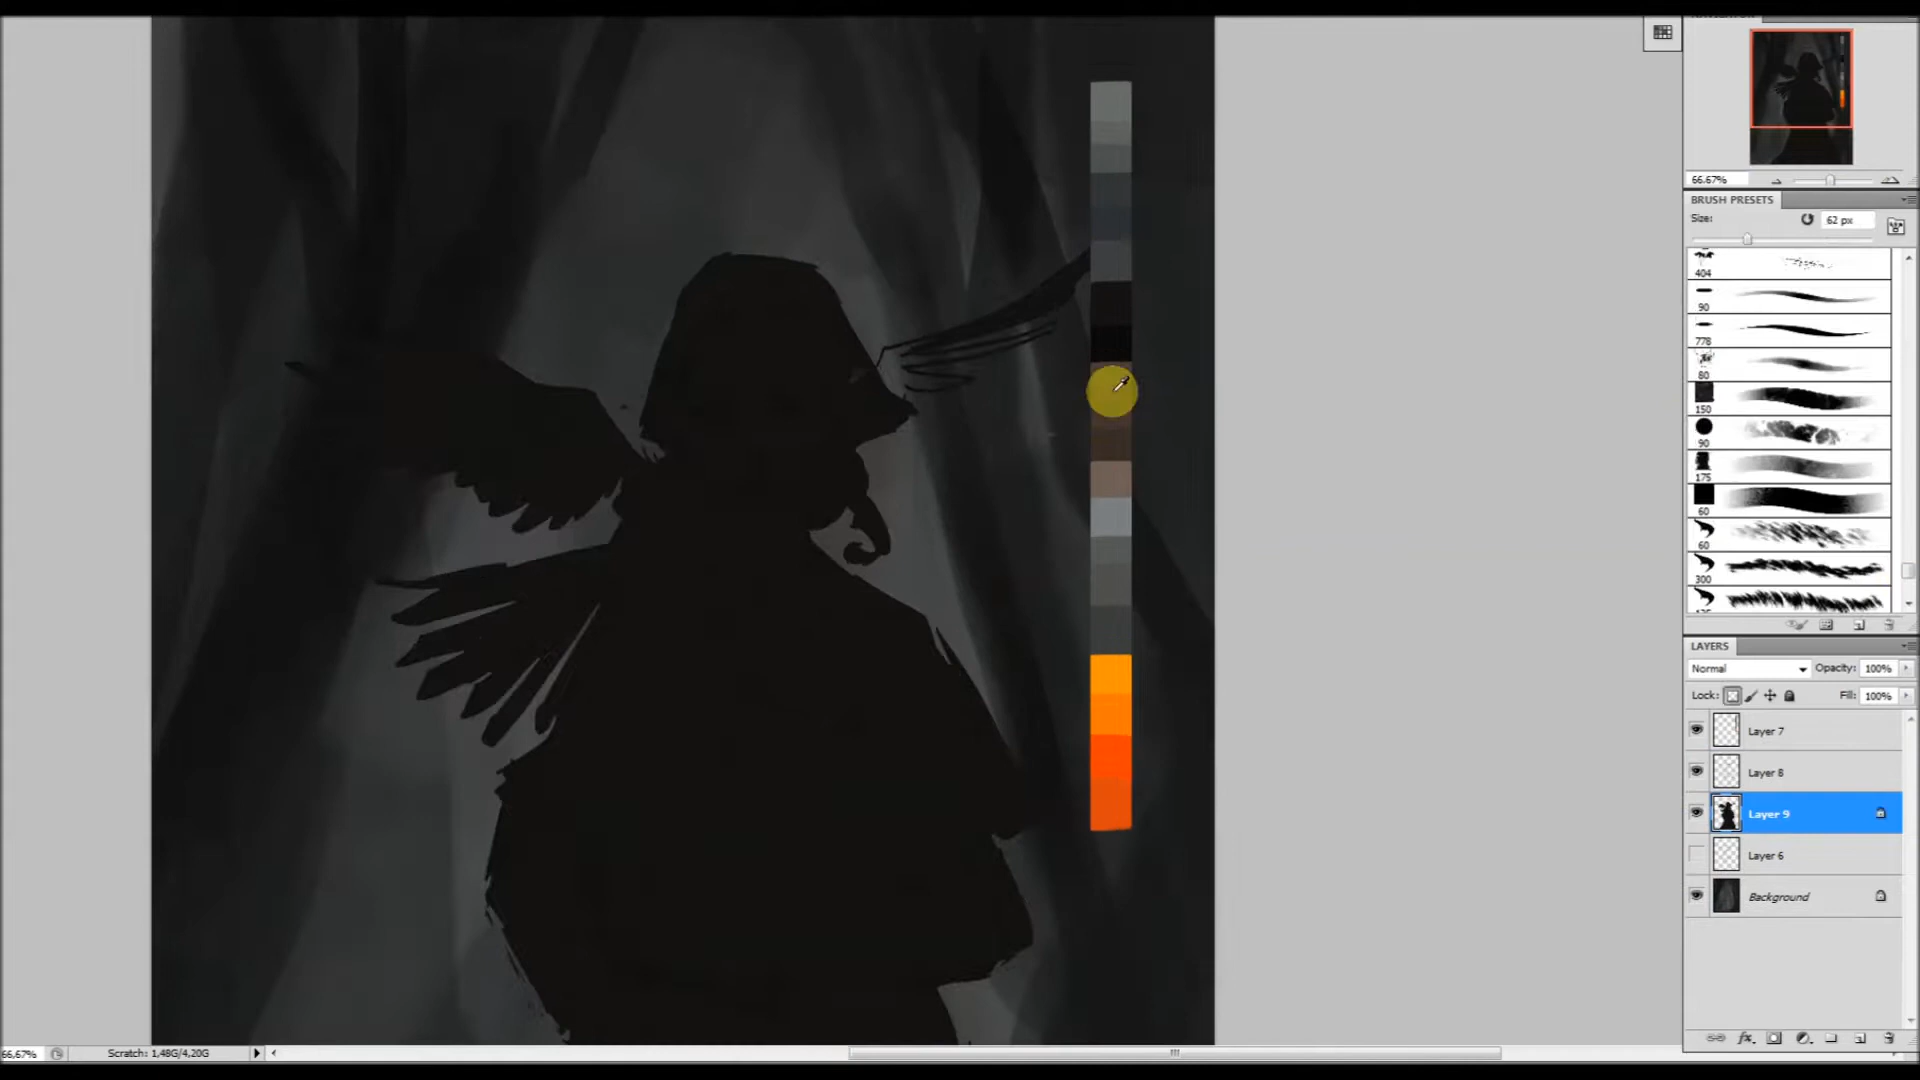 66.67%
BRUSH PRESETS
Size: 62 px
404
90
778
80
150
90
175
60
60
300
LAYERS
Normal Opacity: 100%
Lock: Fill: 100%
Layer 7
Layer 8
Layer 9
Layer 6
Background
66,67% Scratch: 1,48G/4,20G